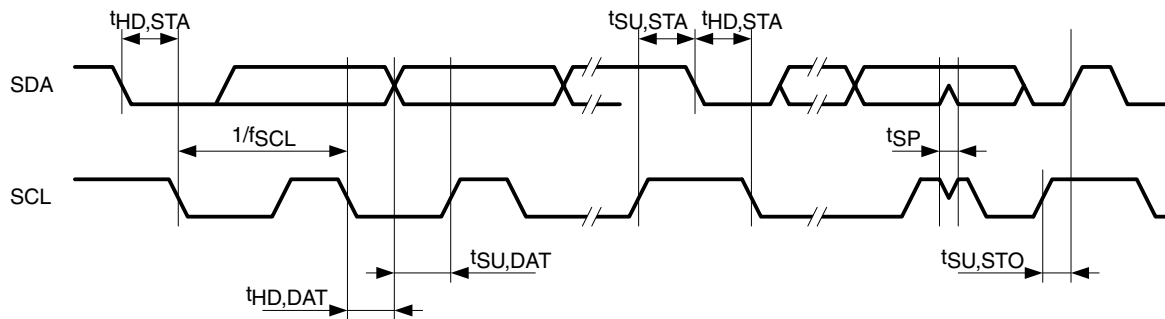 tHD,STA tSU,STA tHD,STA
SDA
1/fSCL tSP
SCL
tSU,DAT tSU,STO
tHD,DAT